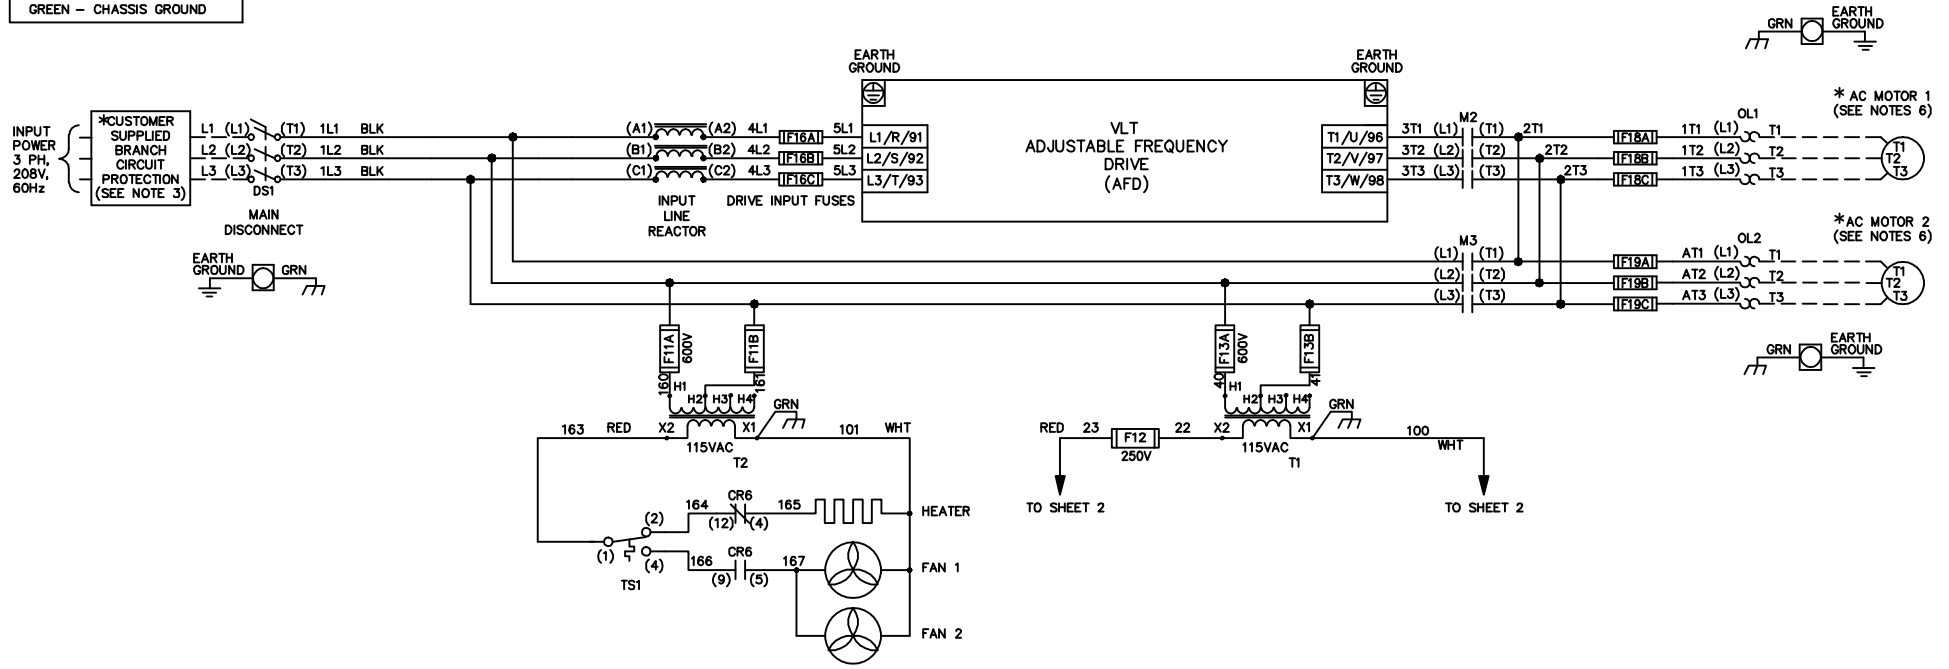 GREEN – CHASSIS GROUND
GRN
EARTH
GROUND
EARTH
GROUND
EARTH
GROUND
INPUT
POWER
3 PH,
208V,
60Hz
*CUSTOMER
SUPPLIED
BRANCH
CIRCUIT
PROTECTION
(SEE NOTE 3)
L1 (L1) (T1) 1L1 BLK
L2 (L2) (T2) 1L2 BLK
L3 (L3) (T3) 1L3 BLK
DS1
MAIN
DISCONNECT
(A1) (A2) 4L1 F16A 5L1 L1/R/91
(B1) (B2) 4L2 F16B 5L2 L2/S/92
(C1) (C2) 4L3 F16C 5L3 L3/T/93
INPUT
LINE
REACTOR
DRIVE INPUT FUSES
VLT
ADJUSTABLE FREQUENCY
DRIVE
(AFD)
M2
T1/U/96 3T1 (L1) (T1) 2T1 F18A 1T1 (L1) T1
T2/V/97 3T2 (L2) (T2) 2T2 F18B 1T2 (L2) T2
T3/W/98 3T3 (L3) (T3) 2T3 F18C 1T3 (L3) T3
OL1
* AC MOTOR 1
(SEE NOTES 6)
T1
T2
T3
EARTH
GROUND
GRN
M3
(L1) (T1) F19A AT1 (L1) T1
(L2) (T2) F19B AT2 (L2) T2
(L3) (T3) F19C AT3 (L3) T3
OL2
* AC MOTOR 2
(SEE NOTES 6)
T1
T2
T3
GRN
EARTH
GROUND
F11A
600V
F11B
160
161
H1
H2 H3 H4
GRN
163 RED X2 X1 101 WHT
115VAC
T2
F13A
600V
F13B
40
41
H1
H2 H3 H4
GRN
RED 23 F12 22 X2 X1 100
WHT
250V
115VAC
T1
TO SHEET 2
TO SHEET 2
CR6
164 165
(2) (12) (4)
HEATER
(1)
(4)
TS1
CR6
166 167
(9) (5)
FAN 1
FAN 2